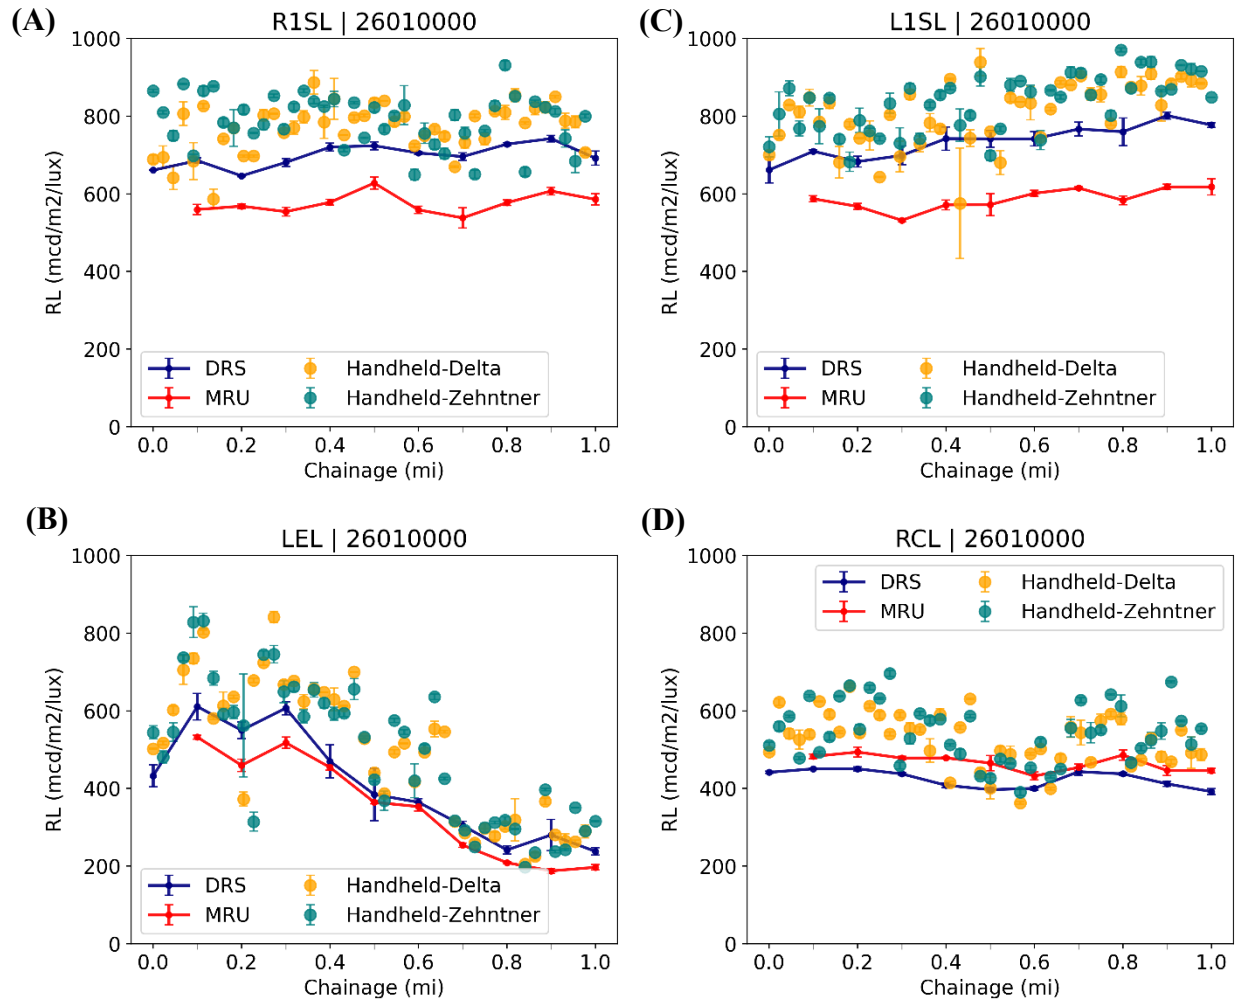 (A)
R1SL | 26010000
1000
800
600
400
200
0
RL (mcd/m2/lux)
DRS
MRU
Handheld-Delta
Handheld-Zehntner
0.0 0.2 0.4 0.6 0.8 1.0
Chainage (mi)
(C)
L1SL | 26010000
1000
800
600
400
200
0
RL (mcd/m2/lux)
DRS
MRU
Handheld-Delta
Handheld-Zehntner
0.0 0.2 0.4 0.6 0.8 1.0
Chainage (mi)
(B)
LEL | 26010000
1000
800
600
400
200
0
RL (mcd/m2/lux)
DRS
MRU
Handheld-Delta
Handheld-Zehntner
0.0 0.2 0.4 0.6 0.8 1.0
Chainage (mi)
(D)
RCL | 26010000
1000
800
600
400
200
0
RL (mcd/m2/lux)
DRS
MRU
Handheld-Delta
Handheld-Zehntner
0.0 0.2 0.4 0.6 0.8 1.0
Chainage (mi)